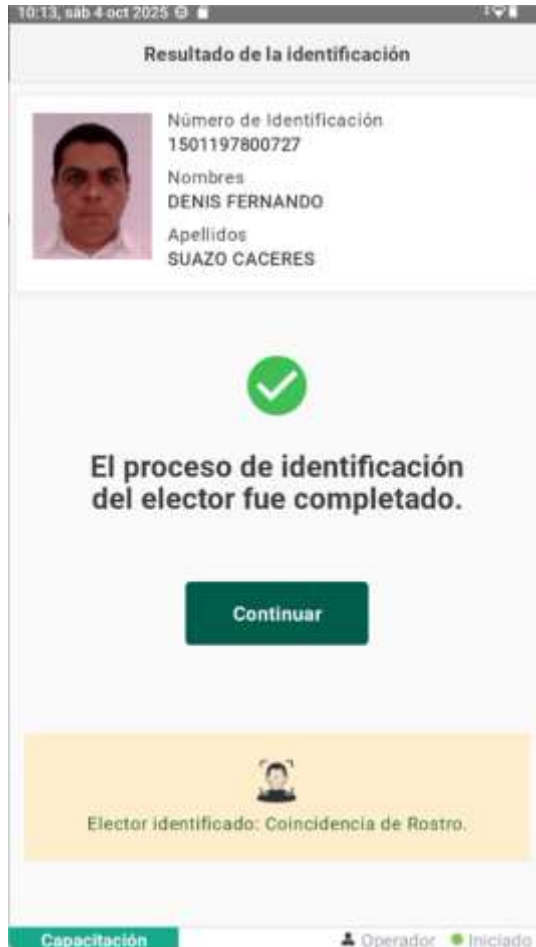 10:13, sáb 4 oct 2025
Resultado de la identificación
Número de Identificación
1501197800727
Nombres
DENIS FERNANDO
Apellidos
SUAZO CACERES
El proceso de identificación
del elector fue completado.
Continuar
Elector identificado: Coincidencia de Rostro.
Capacitación Operador Iniciado